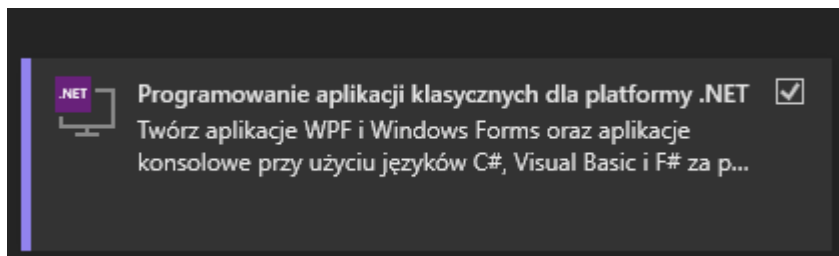 .NET
Programowanie aplikacji klasycznych dla platformy .NET
Twórz aplikacje WPF i Windows Forms oraz aplikacje
konsolowe przy użyciu języków C#, Visual Basic i F# za p...